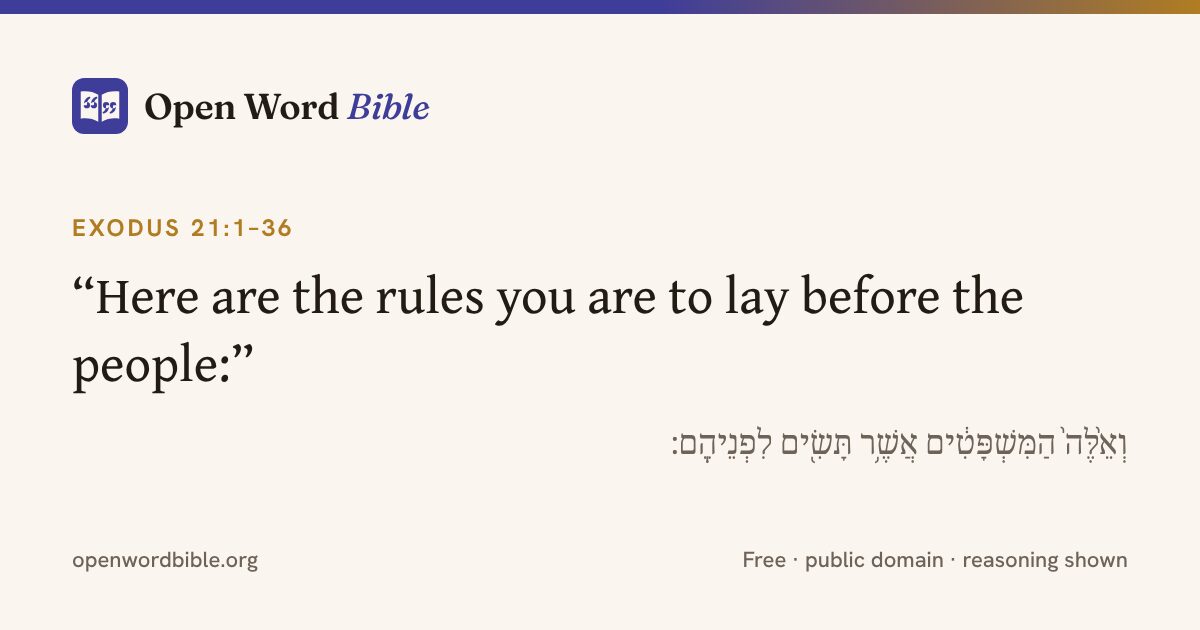 Open Word Bible
EXODUS 21:1–36
“Here are the rules you are to lay before the
people:”
וְאֵ֙לֶּה֙ הַמִּשְׁפָּטִ֔ים אֲשֶׁ֥ר תָּשִׂ֖ים לִפְנֵיהֶֽם׃
openwordbible.org
Free · public domain · reasoning shown